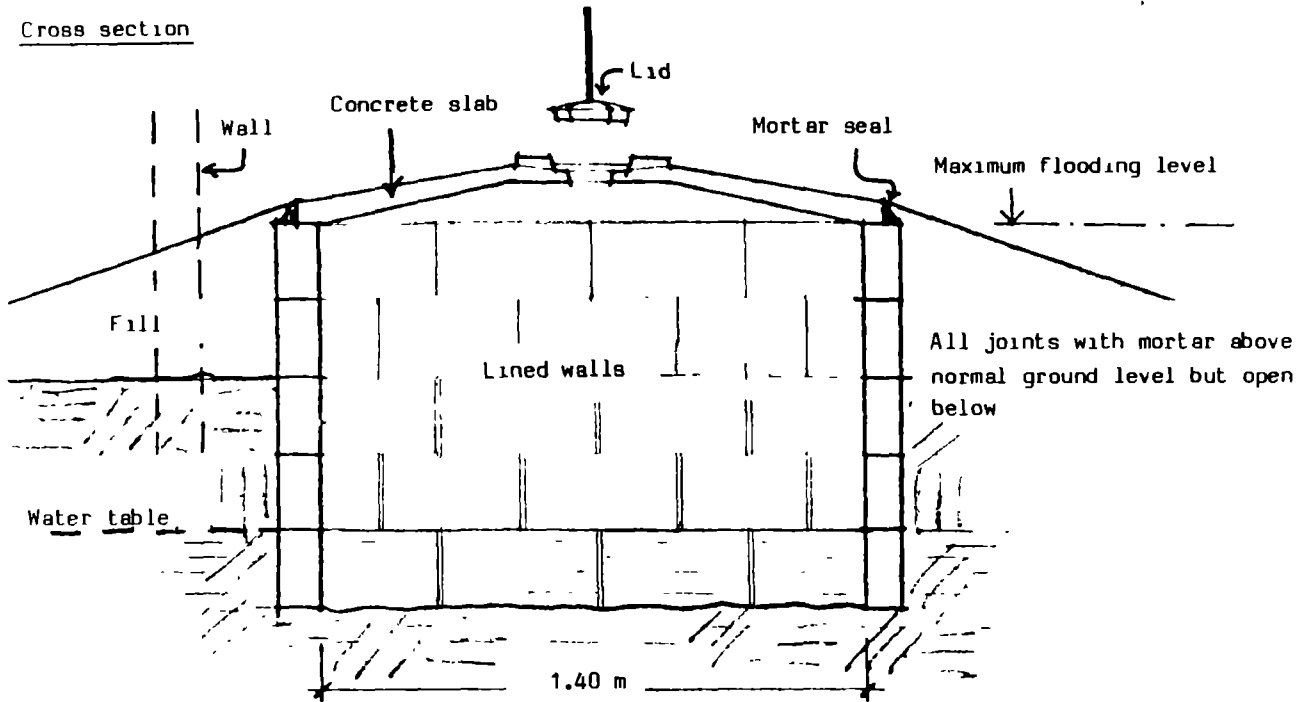 Cross section
Lid
Concrete slab
Wall
Mortar seal
Maximum flooding level
Fill
Lined walls
All joints with mortar above
normal ground level but open
below
Water table
1.40 m